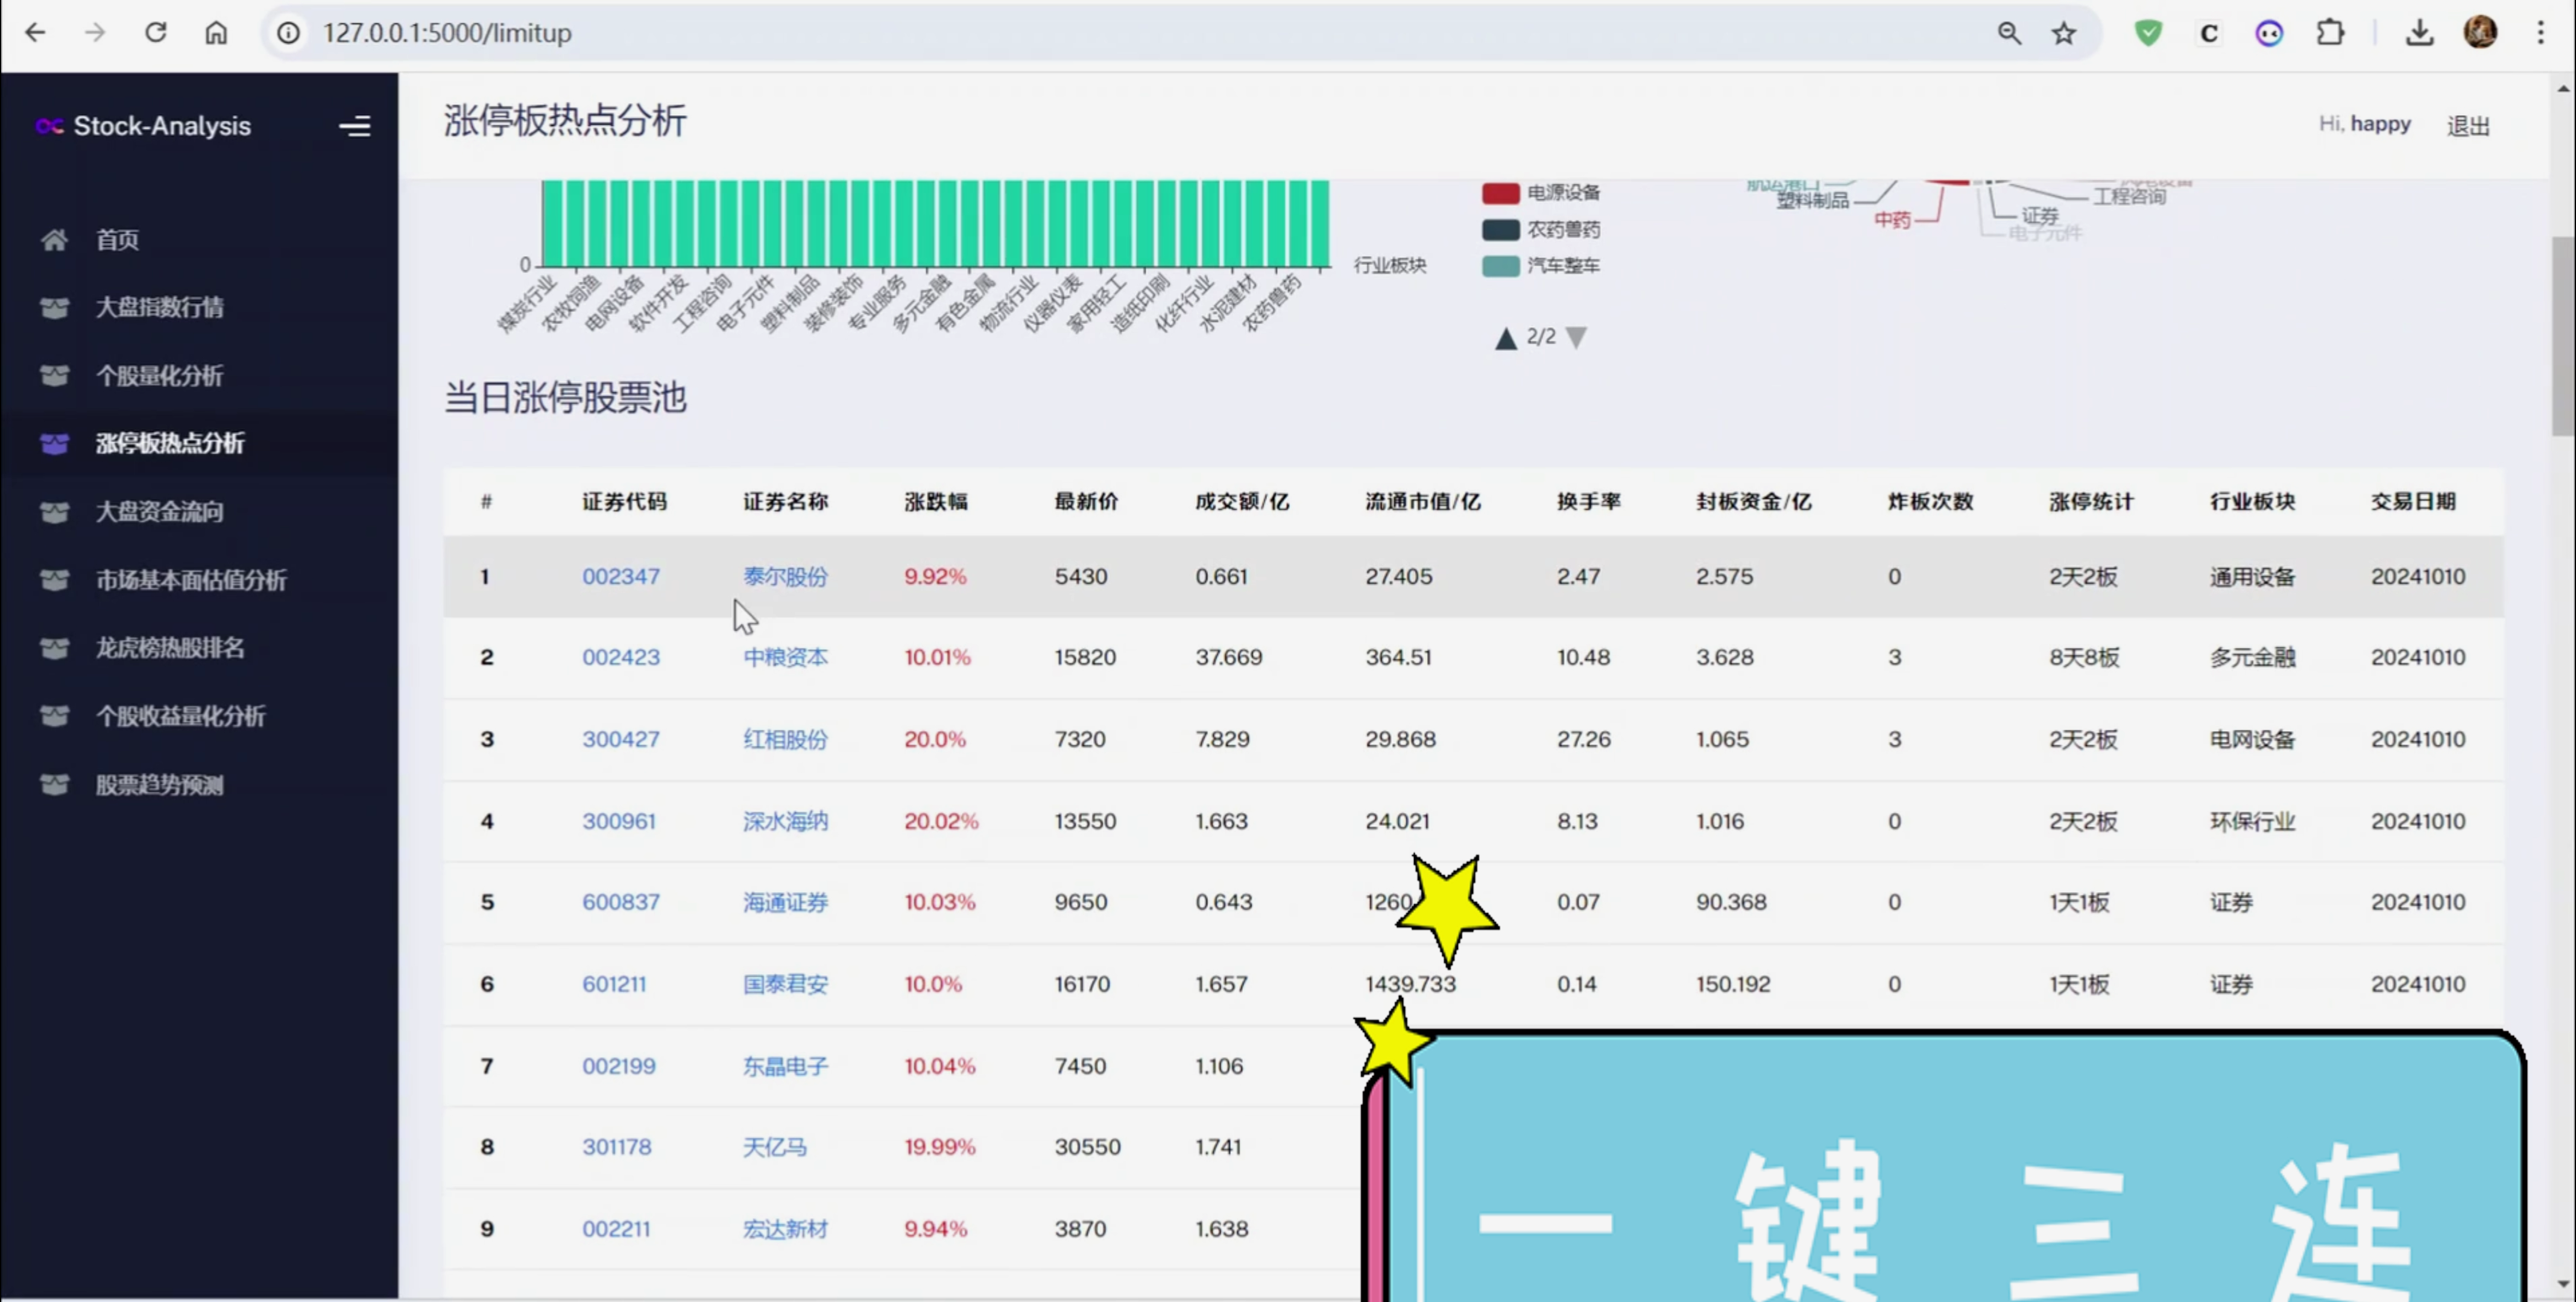 127.0.0.1:5000/limitup
Stock-Analysis
涨停板热点分析
Hi, happy 退出
首页
大盘指数行情
个股量化分析
涨停板热点分析
大盘资金流向
市场基本面估值分析
龙虎榜热股排名
个股收益量化分析
股票趋势预测
0
煤炭行业 农牧饲渔 电网设备 软件开发 工程咨询 电子元件 塑料制品 装修装饰 专业服务 多元金融 有色金属 物流行业 仪器仪表 家用轻工 造纸印刷 化纤行业 水泥建材 农药兽药
行业板块
电源设备
农药兽药
汽车整车
2/2
塑料制品
中药
证券
电子元件
工程咨询
当日涨停股票池
# 证券代码 证券名称 涨跌幅 最新价 成交额/亿 流通市值/亿 换手率 封板资金/亿 炸板次数 涨停统计 行业板块 交易日期
1 002347 泰尔股份 9.92% 5430 0.661 27.405 2.47 2.575 0 2天2板 通用设备 20241010
2 002423 中粮资本 10.01% 15820 37.669 364.51 10.48 3.628 3 8天8板 多元金融 20241010
3 300427 红相股份 20.0% 7320 7.829 29.868 27.26 1.065 3 2天2板 电网设备 20241010
4 300961 深水海纳 20.02% 13550 1.663 24.021 8.13 1.016 0 2天2板 环保行业 20241010
5 600837 海通证券 10.03% 9650 0.643 1260 0.07 90.368 0 1天1板 证券 20241010
6 601211 国泰君安 10.0% 16170 1.657 1439.733 0.14 150.192 0 1天1板 证券 20241010
7 002199 东晶电子 10.04% 7450 1.106
8 301178 天亿马 19.99% 30550 1.741
9 002211 宏达新材 9.94% 3870 1.638
一键三连